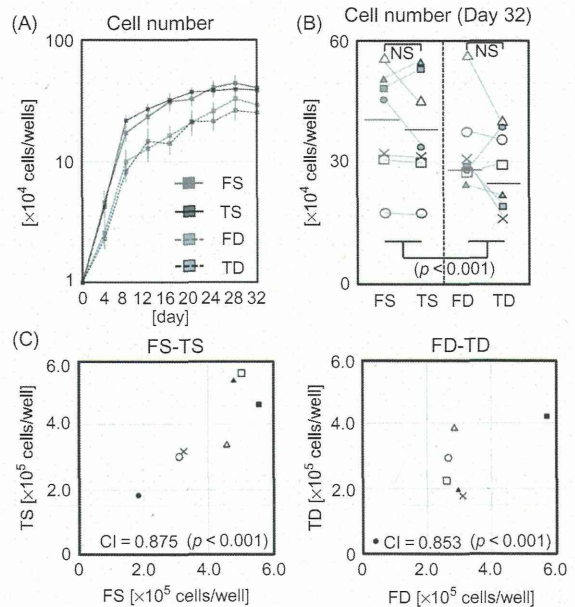 (A)
Cell number
[×10⁴ cells/wells]
100
10
1
0 4 8 12 16 20 24 28 32
[day]
FS
TS
FD
TD
(B)
Cell number (Day 32)
[×10⁴ cells/wells]
60
30
0
NS
NS
FS TS FD TD
(p < 0.001)
(C)
FS-TS
TS [×10⁵ cells/well]
6.0
4.0
2.0
0
CI = 0.875 (p < 0.001)
0 2.0 4.0 6.0
FS [×10⁵ cells/well]
FD-TD
TD [×10⁵ cells/well]
6.0
4.0
2.0
0
CI = 0.853 (p < 0.001)
0 2.0 4.0 6.0
FD [×10⁵ cells/well]